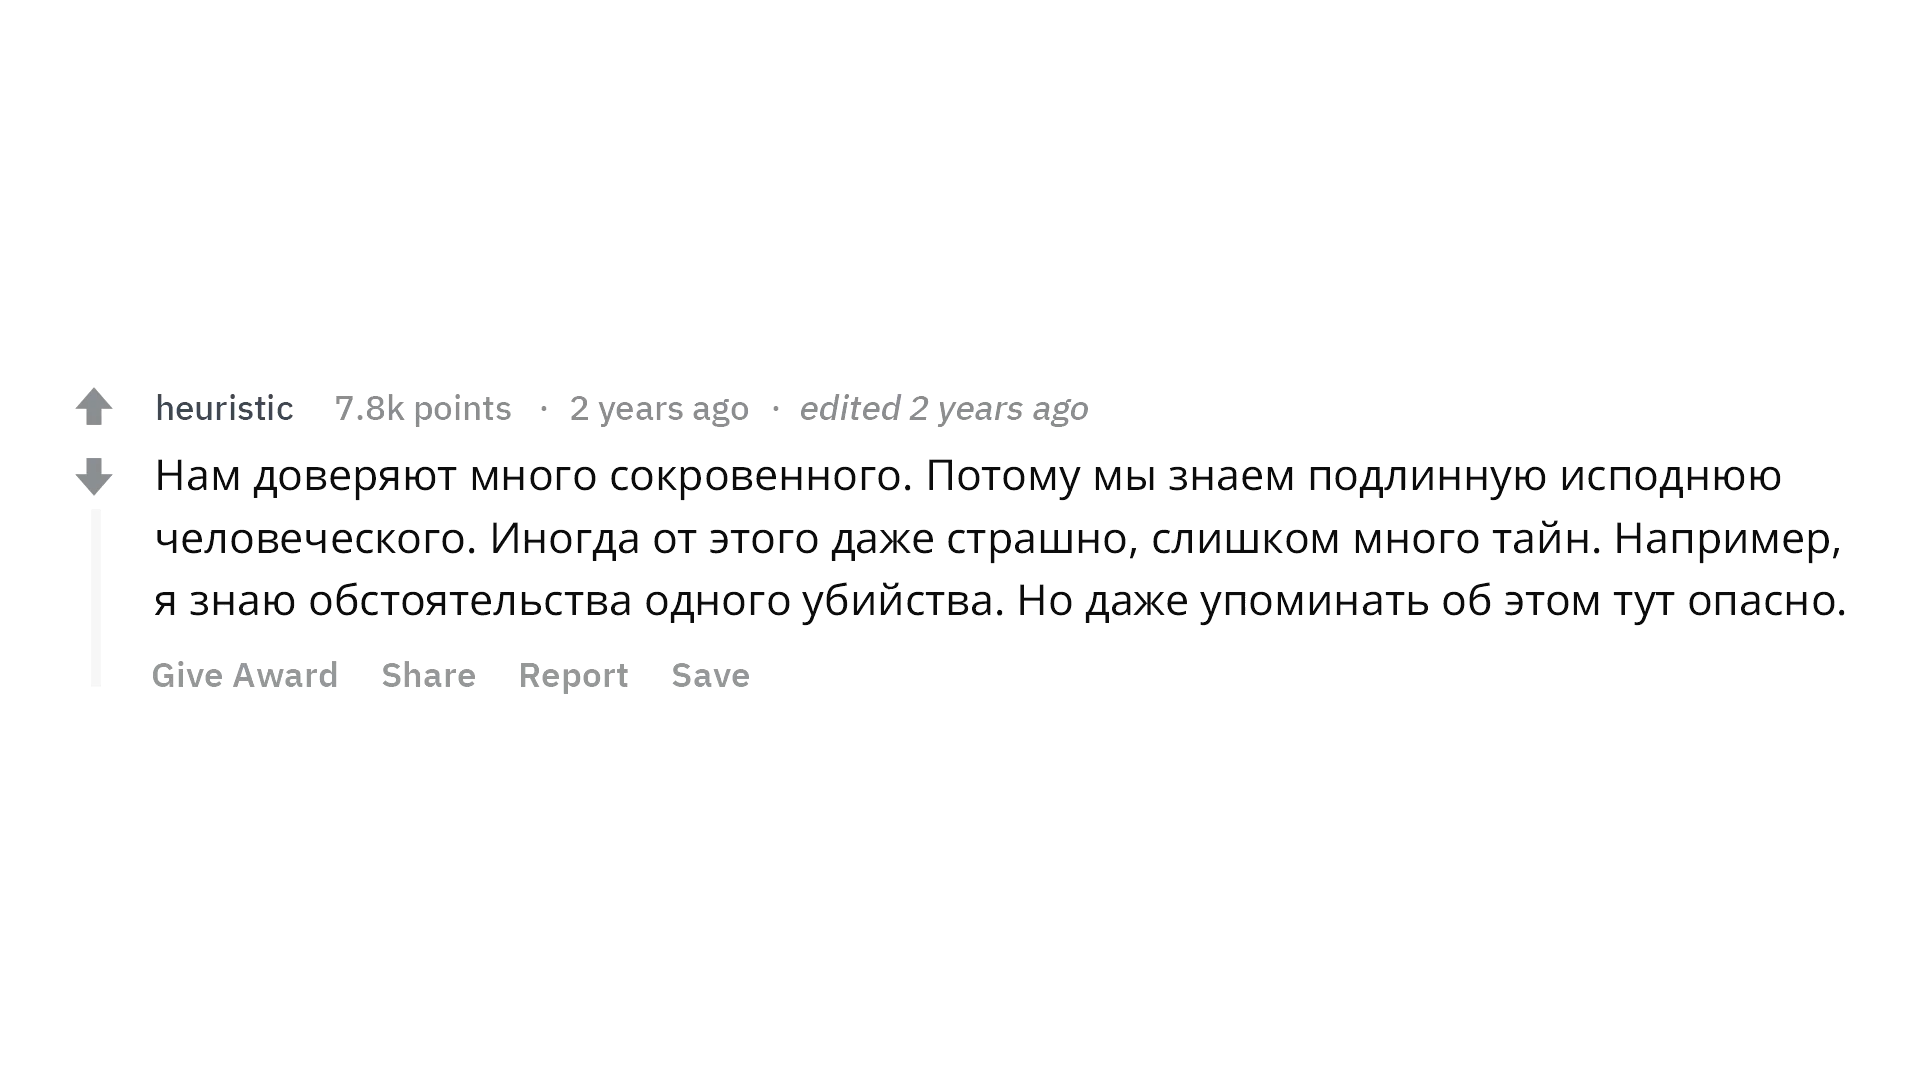 heuristic 7.8k points · 2 years ago · edited 2 years ago
Нам доверяют много сокровенного. Потому мы знаем подлинную исподнюю
человеческого. Иногда от этого даже страшно, слишком много тайн. Например,
я знаю обстоятельства одного убийства. Но даже упоминать об этом тут опасно.
Give Award Share Report Save